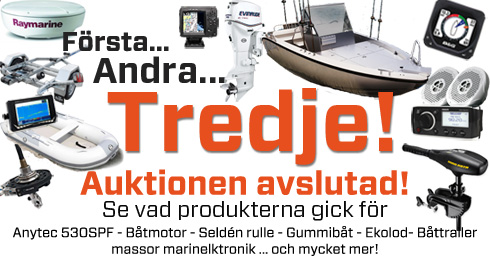 Raymarine
EVINRUDE
Första...
Andra...
Tredje!
Auktionen avslutad!
Se vad produkterna gick för
Anytec 530SPF - Båtmotor - Seldén rulle - Gummibåt - Ekolod- Båttrailer
massor marinelktronik ... och mycket mer!